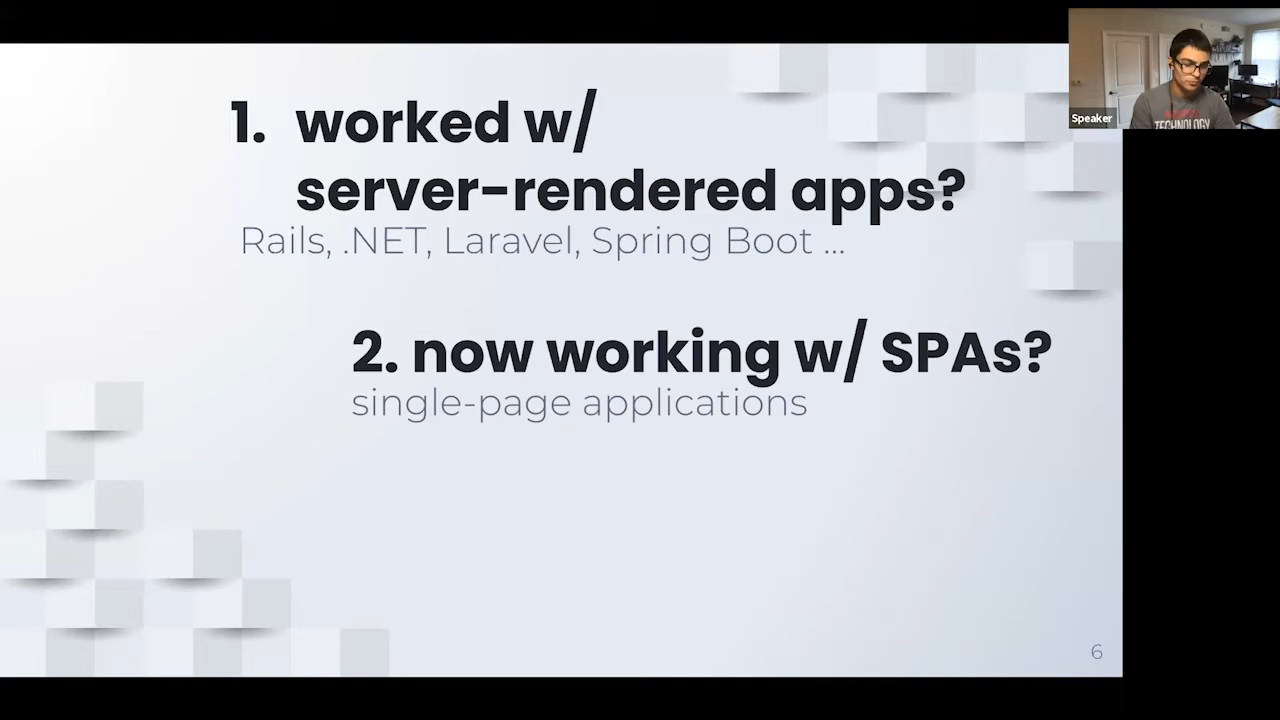 1. worked w/
server-rendered apps?
Rails, .NET, Laravel, Spring Boot ...
2. now working w/ SPAs?
single-page applications
6
Speaker
TECHNOLOGY